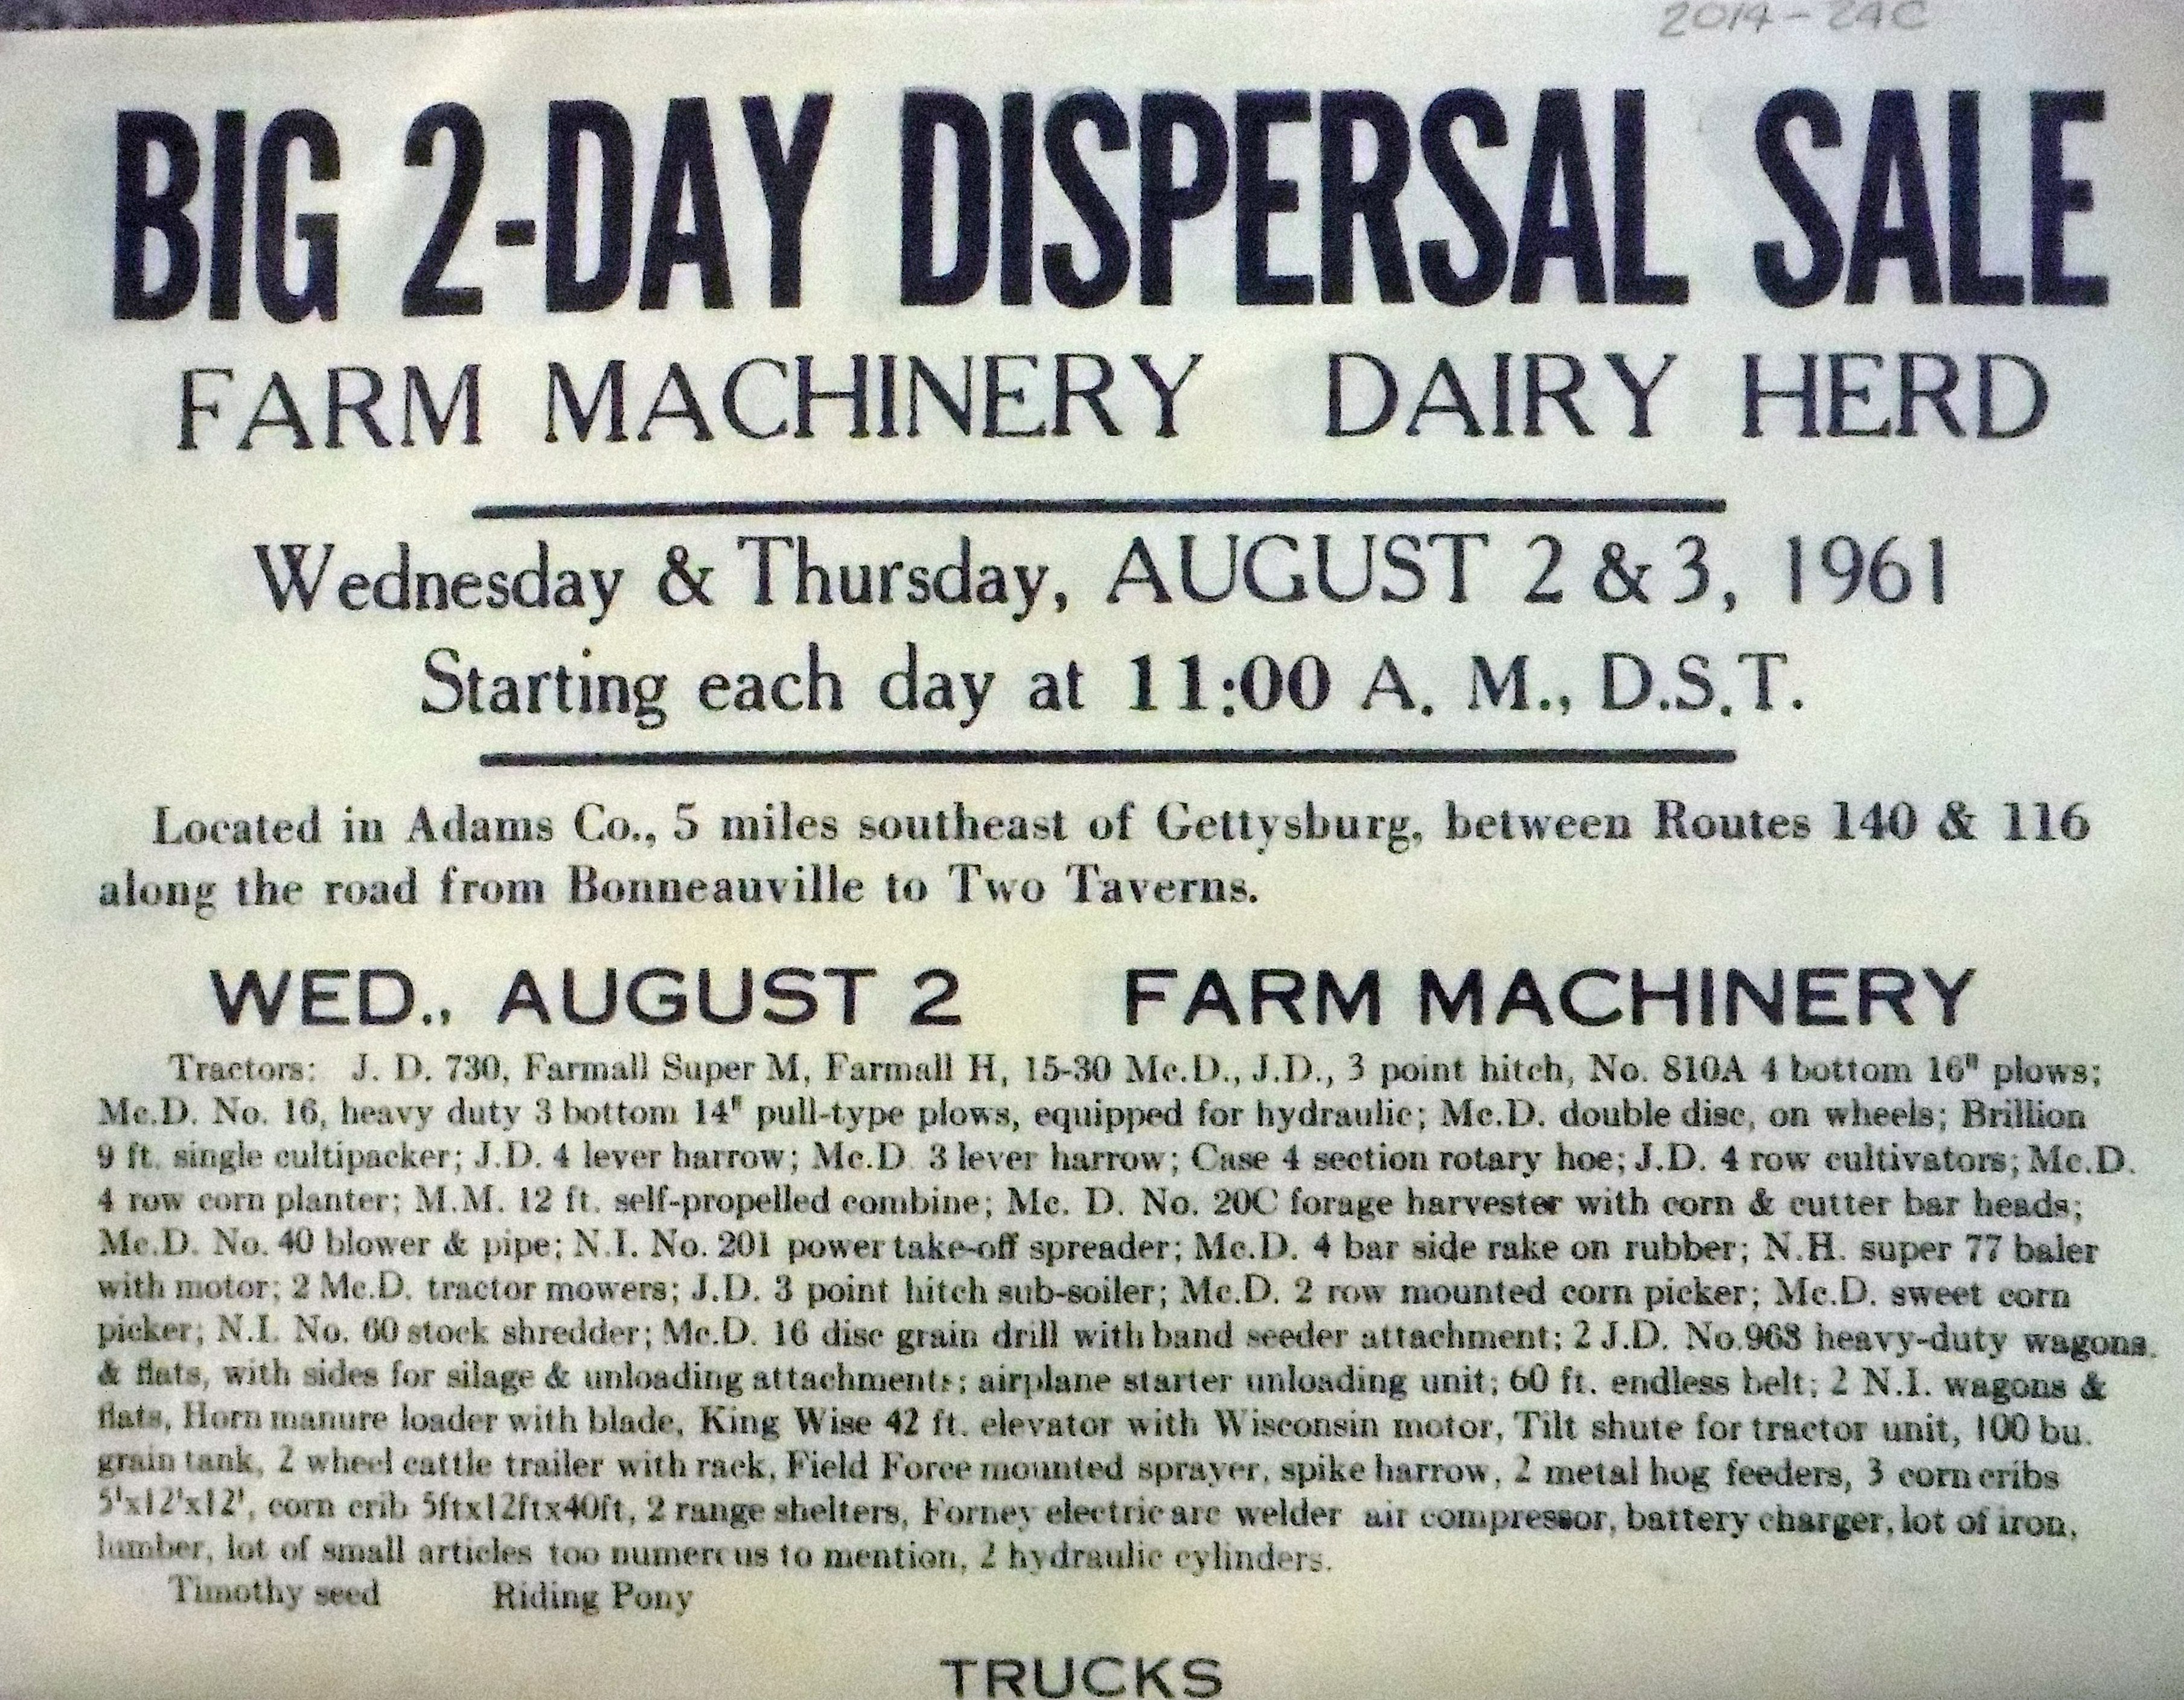 2014-24C
BIG 2-DAY DISPERSAL SALE
FARM MACHINERY DAIRY HERD
Wednesday & Thursday, AUGUST 2 & 3, 1961
Starting each day at 11:00 A. M., D.S.T.
Located in Adams Co., 5 miles southeast of Gettysburg, between Routes 140 & 116
along the road from Bonneauville to Two Taverns.
WED., AUGUST 2 FARM MACHINERY
Tractors: J. D. 730, Farmall Super M, Farmall H, 15-30 Mc.D., J.D., 3 point hitch, No. 810A 4 bottom 16" plows;
Mc.D. No. 16, heavy duty 3 bottom 14" pull-type plows, equipped for hydraulic; Mc.D. double disc, on wheels; Brillion
9 ft. single cultipacker; J.D. 4 lever harrow; Mc.D. 3 lever harrow; Case 4 section rotary hoe; J.D. 4 row cultivators; Mc.D.
4 row corn planter; M.M. 12 ft. self-propelled combine; Mc. D. No. 20C forage harvester with corn & cutter bar heads;
Mc.D. No. 40 blower & pipe; N.I. No. 201 power take-off spreader; Mc.D. 4 bar side rake on rubber; N.H. super 77 baler
with motor; 2 Mc.D. tractor mowers; J.D. 3 point hitch sub-soiler; Mc.D. 2 row mounted corn picker; Mc.D. sweet corn
picker; N.I. No. 60 stock shredder; Mc.D. 16 disc grain drill with band seeder attachment; 2 J.D. No.968 heavy-duty wagons.
& flats, with sides for silage & unloading attachments; airplane starter unloading unit; 60 ft. endless belt; 2 N.I. wagons &
flats, Horn manure loader with blade, King Wise 42 ft. elevator with Wisconsin motor, Tilt shute for tractor unit, 100 bu.
grain tank, 2 wheel cattle trailer with rack, Field Force mounted sprayer, spike harrow, 2 metal hog feeders, 3 corn cribs
5'x12'x12', corn crib 5ftx12ftx40ft, 2 range shelters, Forney electric arc welder air compressor, battery charger, lot of iron,
lumber, lot of small articles too numercus to mention, 2 hydraulic cylinders.
Timothy seed Riding Pony
TRUCKS